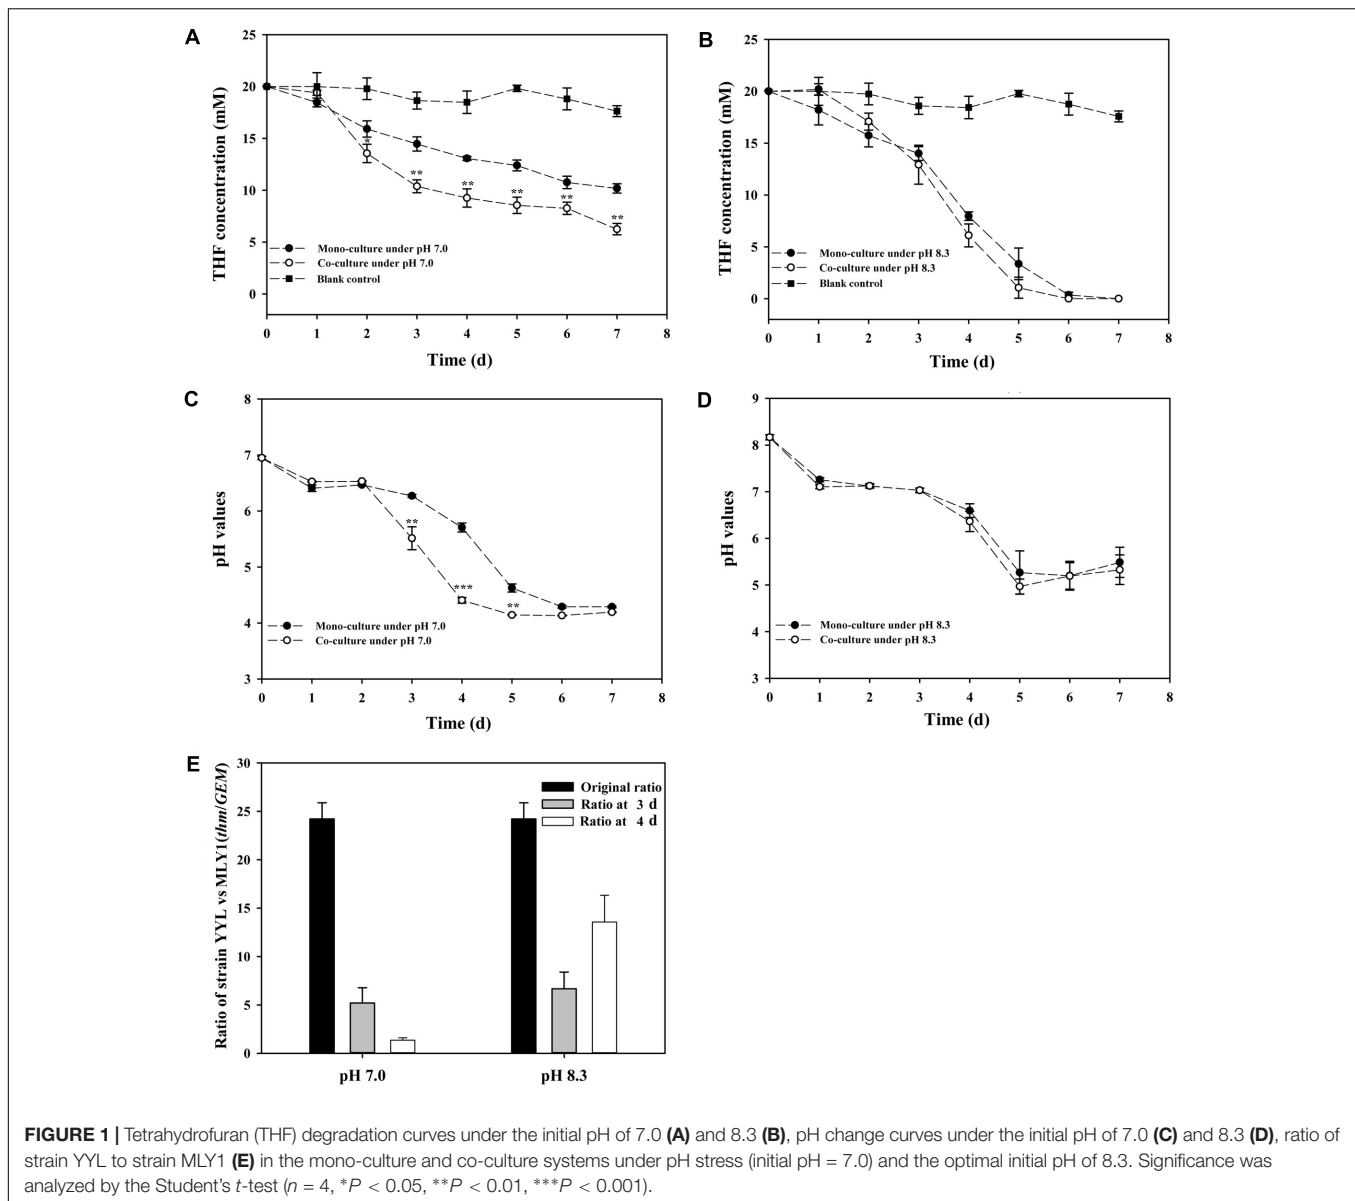 A
25
20
15
10
5
0
THF concentration (mM)
*
**
**
**
**
**
Mono-culture under pH 7.0
Co-culture under pH 7.0
Blank control
0 1 2 3 4 5 6 7 8
Time (d)
B
25
20
15
10
5
0
THF concentration (mM)
Mono-culture under pH 8.3
Co-culture under pH 8.3
Blank control
0 1 2 3 4 5 6 7 8
Time (d)
C
8
7
6
5
4
3
pH values
**
***
**
Mono-culture under pH 7.0
Co-culture under pH 7.0
0 1 2 3 4 5 6 7 8
Time (d)
D
9
8
7
6
5
4
3
pH values
Mono-culture under pH 8.3
Co-culture under pH 8.3
0 1 2 3 4 5 6 7 8
Time (d)
E
30
25
20
15
10
5
0
Ratio of strain YYL vs MLY1(thm/GEM)
Original ratio
Ratio at 3 d
Ratio at 4 d
pH 7.0 pH 8.3
FIGURE 1 | Tetrahydrofuran (THF) degradation curves under the initial pH of 7.0 (A) and 8.3 (B), pH change curves under the initial pH of 7.0 (C) and 8.3 (D), ratio of
strain YYL to strain MLY1 (E) in the mono-culture and co-culture systems under pH stress (initial pH = 7.0) and the optimal initial pH of 8.3. Significance was
analyzed by the Student's t-test (n = 4, *P < 0.05, **P < 0.01, ***P < 0.001).